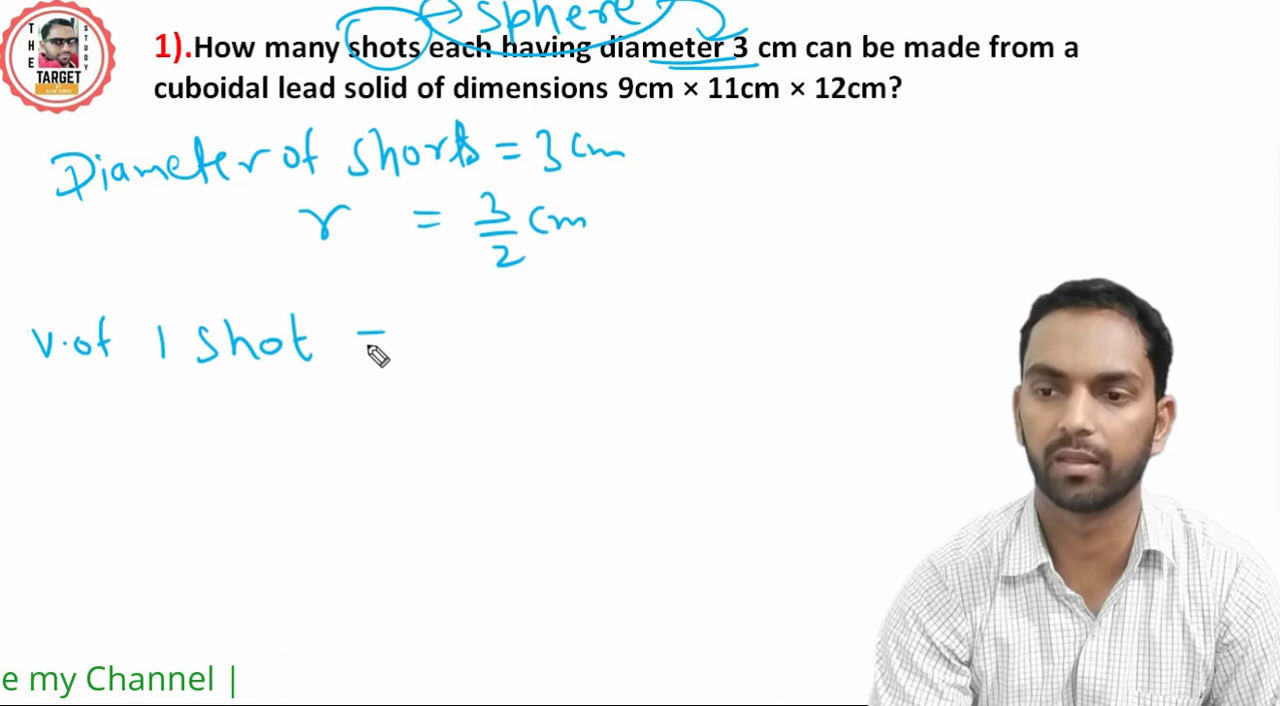 THE
STUDY
TARGET
sphere
1).How many shots each having diameter 3 cm can be made from a
cuboidal lead solid of dimensions 9cm × 11cm × 12cm?
Diameter of shorts = 3 cm
r = 3/2 cm
V. of 1 shot =
e my Channel |